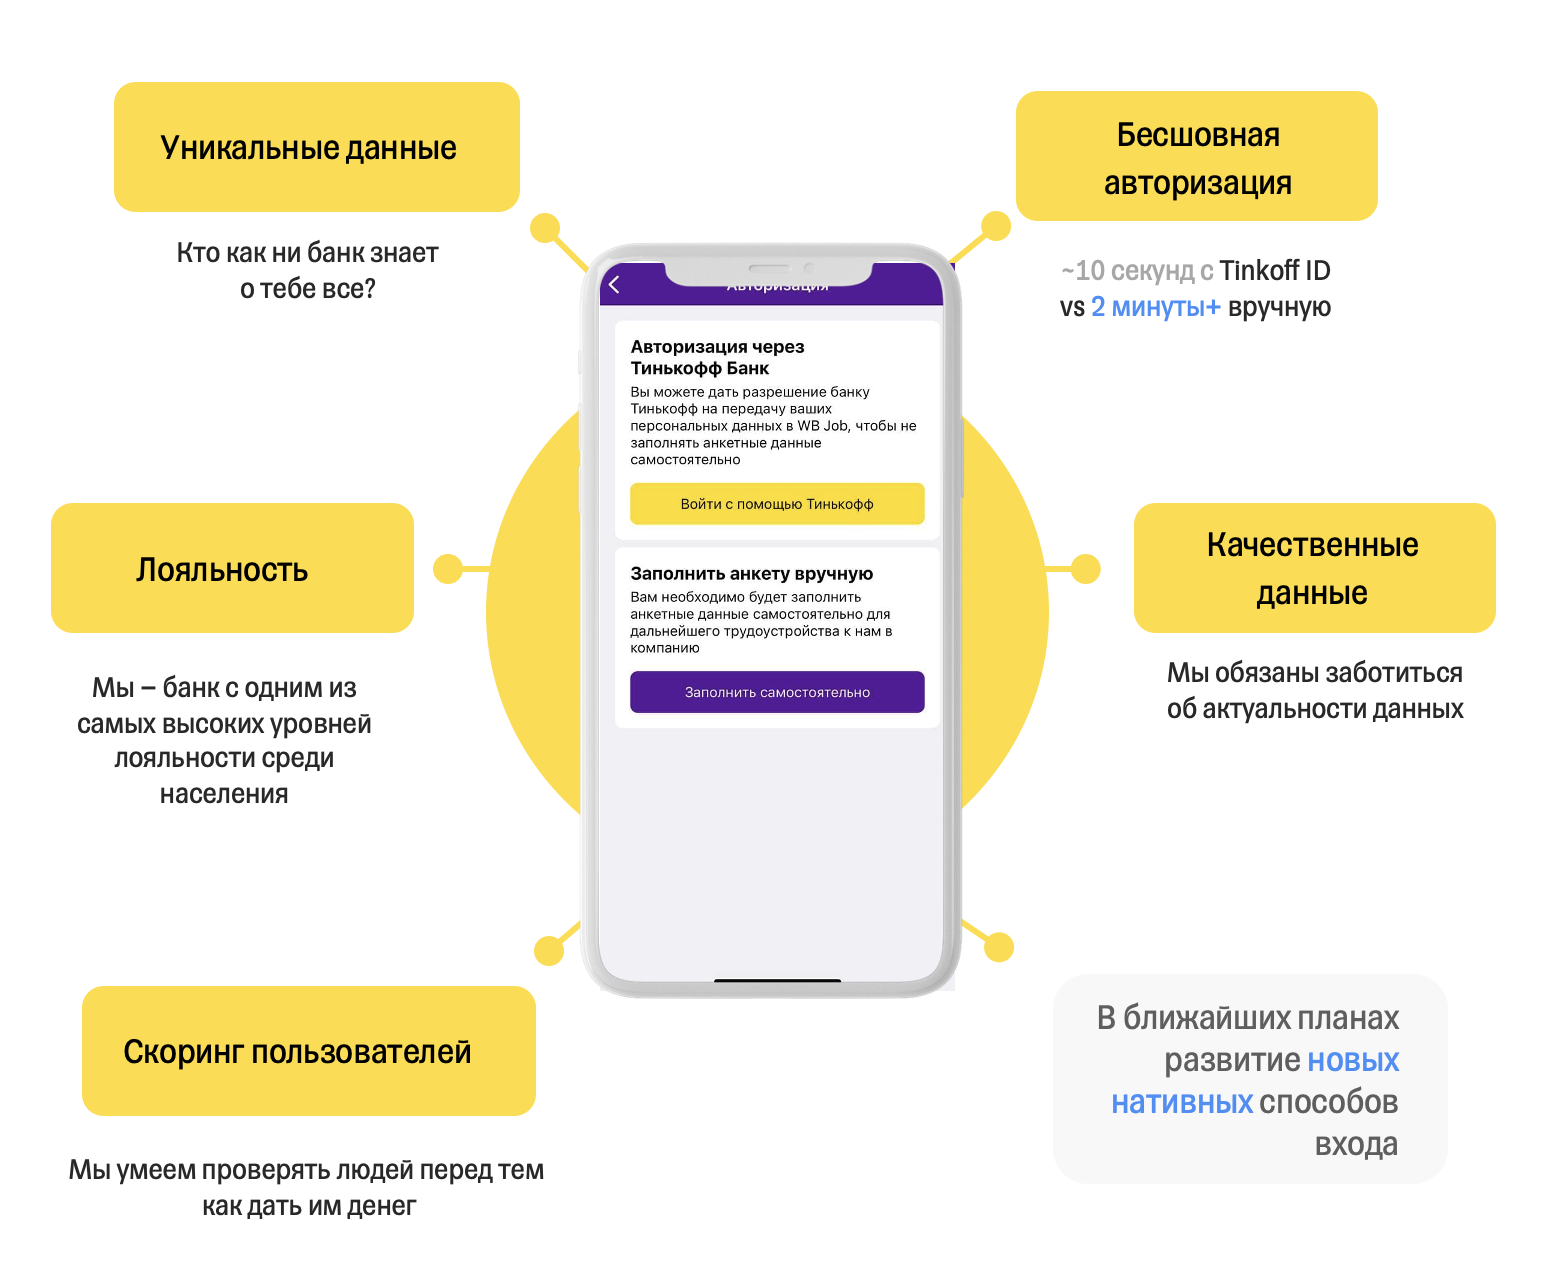 Уникальные данные
Кто как ни банк знает
о тебе все?
Бесшовная
авторизация
~10 секунд с Tinkoff ID
vs 2 минуты+ вручную
Авторизация
Авторизация через
Тинькофф Банк
Вы можете дать разрешение банку
Тинькофф на передачу ваших
персональных данных в WB Job, чтобы не
заполнять анкетные данные
самостоятельно
Войти с помощью Тинькофф
Заполнить анкету вручную
Вам необходимо будет заполнить
анкетные данные самостоятельно для
дальнейшего трудоустройства к нам в
компанию
Заполнить самостоятельно
Лояльность
Мы – банк с одним из
самых высоких уровней
лояльности среди
населения
Качественные
данные
Мы обязаны заботиться
об актуальности данных
Скоринг пользователей
Мы умеем проверять людей перед тем
как дать им денег
В ближайших планах
развитие новых
нативных способов
входа